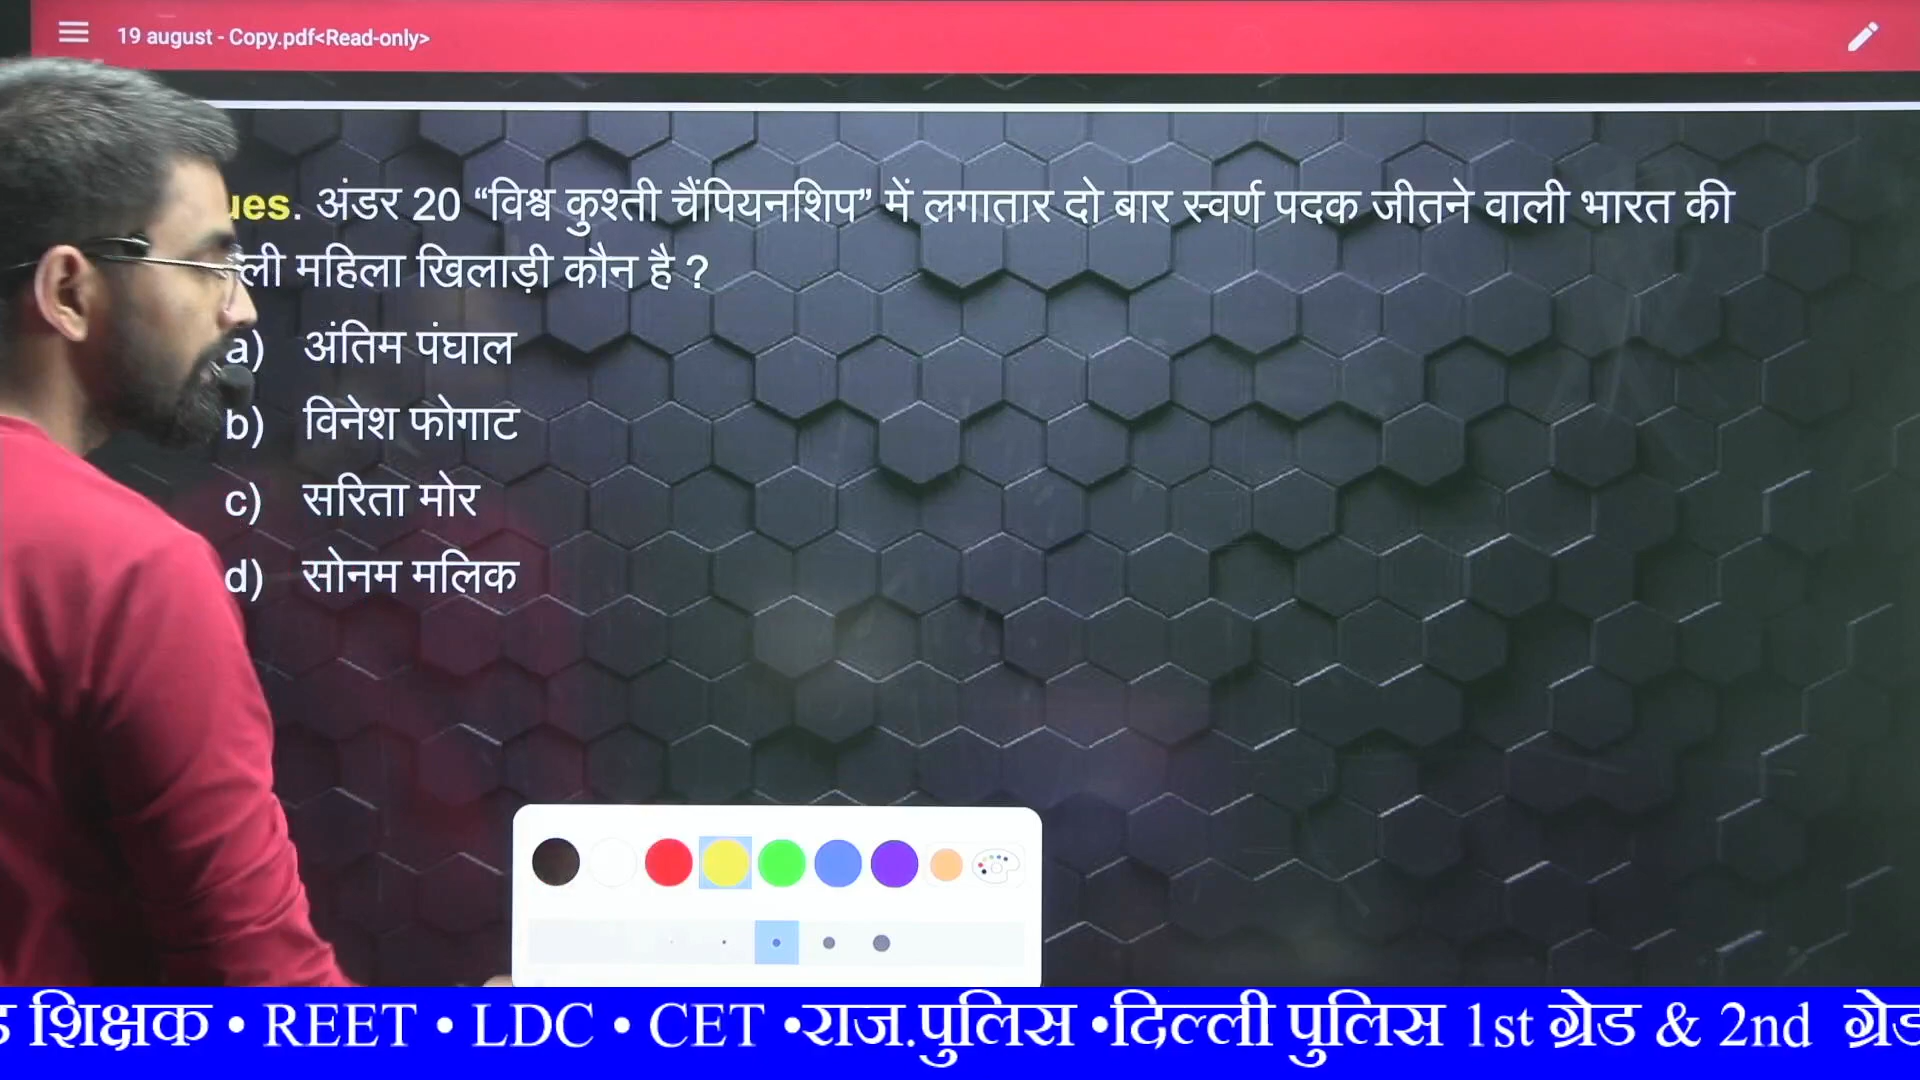 19 august - Copy.pdf<Read-only>
अंडर 20 “विश्व कुश्ती चैंपियनशिप” में लगातार दो बार स्वर्ण पदक जीतने वाली भारत की
महिला खिलाड़ी कौन है ?
a) अंतिम पंघाल
b) विनेश फोगाट
c) सरिता मोर
d) सोनम मलिक
शिक्षक • REET • LDC • CET •राज.पुलिस •दिल्ली पुलिस 1st ग्रेड & 2nd ग्रेड